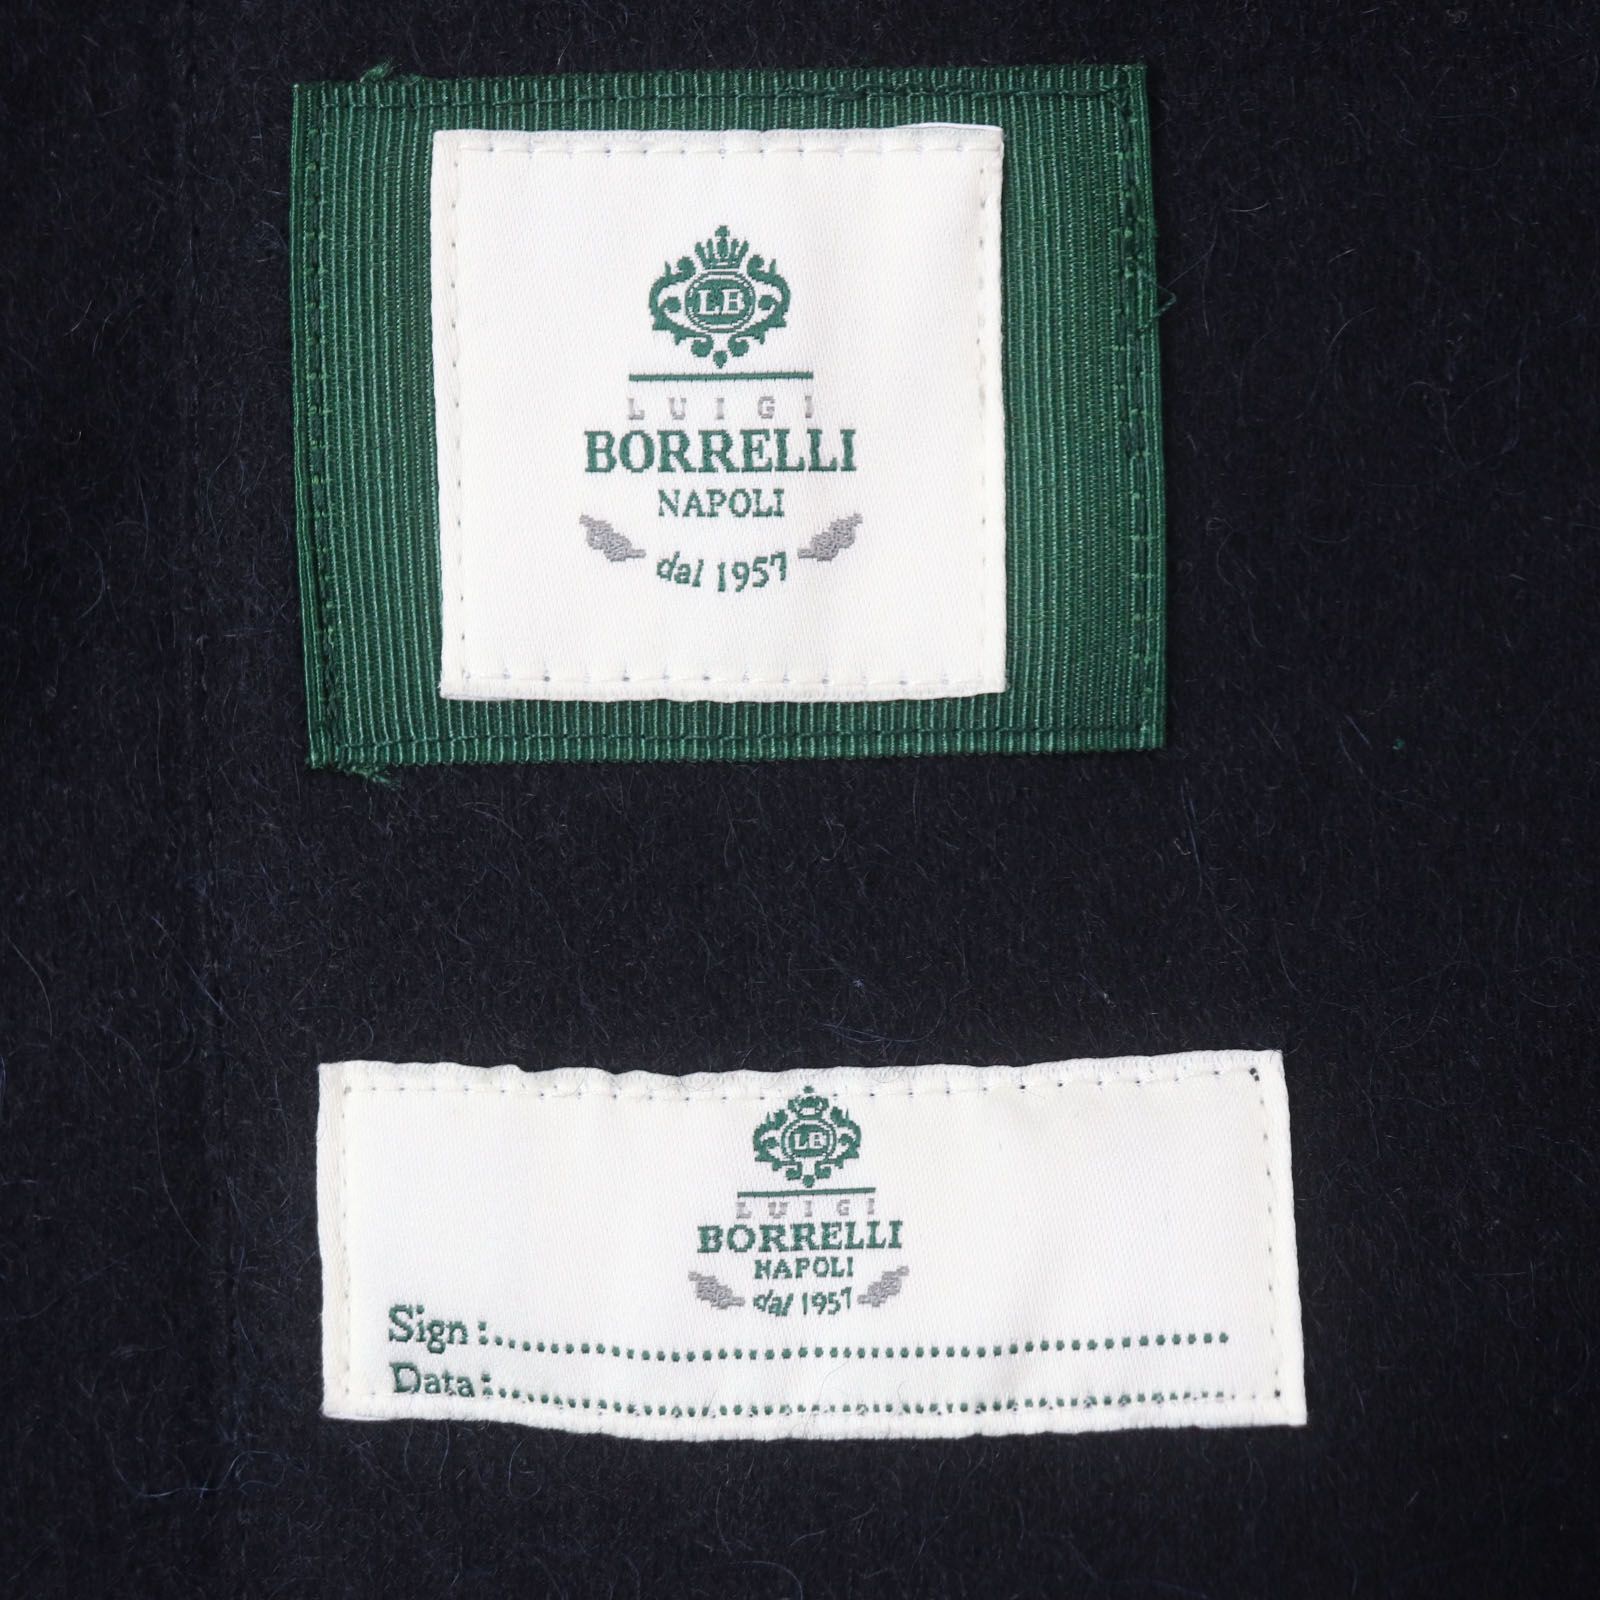 LB
LUIGI
BORRELLI
NAPOLI
dal 1957
LB
LUIGI
BORRELLI
NAPOLI
dal 1957
Sign:..................................................
Data:..................................................